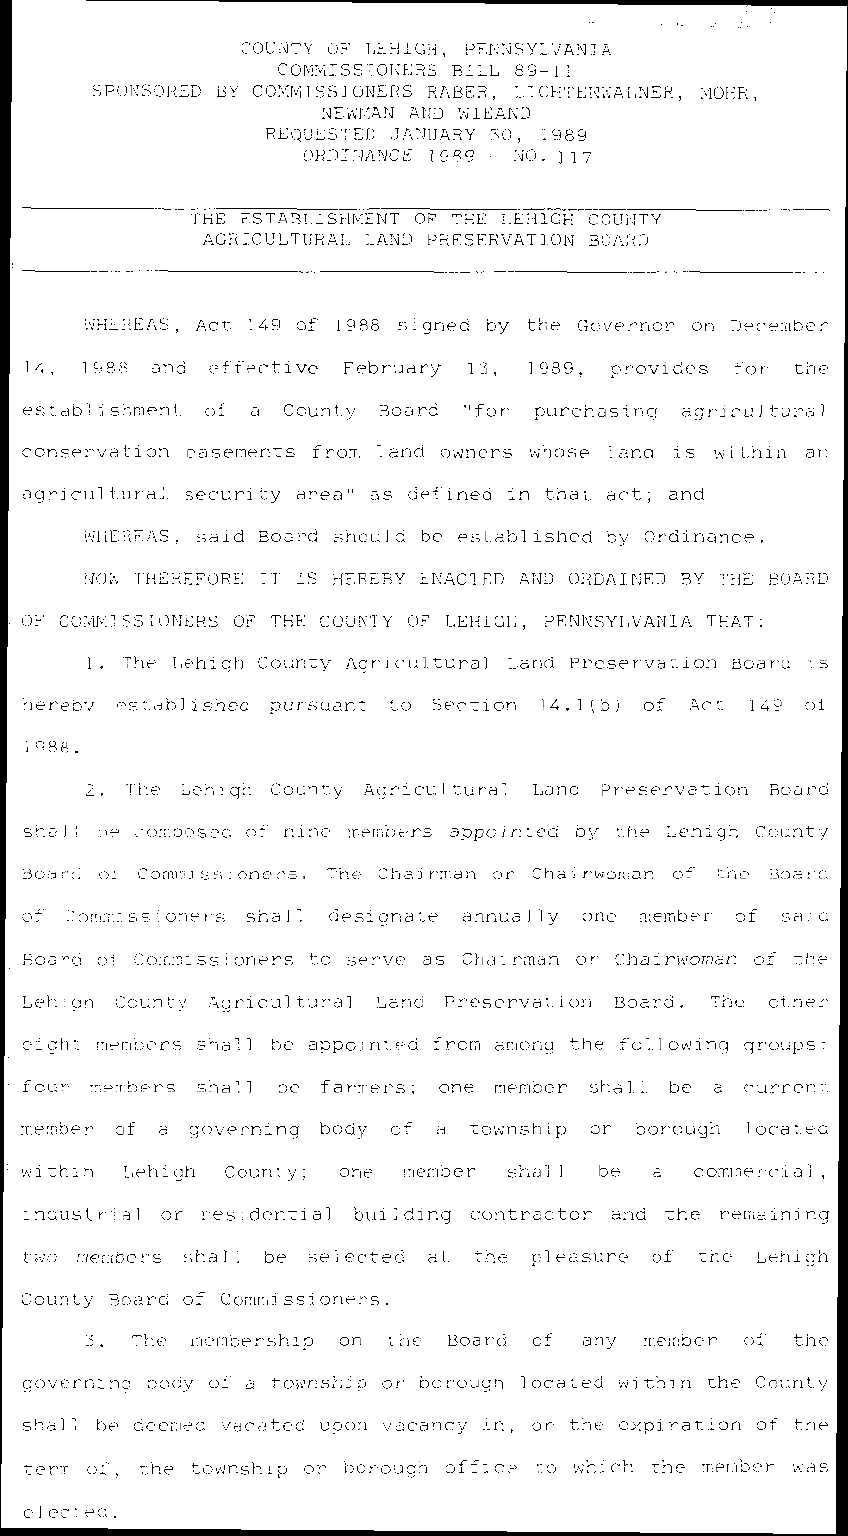 COUNTY OF LEHIGH, PENNSYLVANIA
COMMISSIONERS BILL 89-11
SPONSORED BY COMMISSIONERS RABER, LICHTENWALNER, MOHR,
NEWMAN AND WIEAND
REQUESTED JANUARY 30, 1989
ORDINANCE 1989 - NO. 117
THE ESTABLISHMENT OF THE LEHIGH COUNTY
AGRICULTURAL LAND PRESERVATION BOARD
WHEREAS, Act 149 of 1988 signed by the Governor on December
14, 1988 and effective February 13, 1989, provides for the
establishment of a County Board "for purchasing agricultural
conservation easements from land owners whose land is within an
agricultural security area" as defined in that act; and
WHEREAS, said Board should be established by Ordinance.
NOW THEREFORE IT IS HEREBY ENACTED AND ORDAINED BY THE BOARD
OF COMMISSIONERS OF THE COUNTY OF LEHIGH, PENNSYLVANIA THAT:
1. The Lehigh County Agricultural Land Preservation Board is
hereby established pursuant to Section 14.1(b) of Act 149 of
1988.
2. The Lehigh County Agricultural Land Preservation Board
shall be composed of nine members appointed by the Lehigh County
Board of Commissioners. The Chairman or Chairwoman of the Board
of Commissioners shall designate annually one member of said
Board of Commissioners to serve as Chairman or Chairwoman of the
Lehigh County Agricultural Land Preservation Board. The other
eight members shall be appointed from among the following groups:
four members shall be farmers; one member shall be a current
member of a governing body of a township or borough located
within Lehigh County; one member shall be a commercial,
industrial or residential building contractor and the remaining
two members shall be selected at the pleasure of the Lehigh
County Board of Commissioners.
3. The membership on the Board of any member of the
governing body of a township or borough located within the County
shall be deemed vacated upon vacancy in, or the expiration of the
term of, the township or borough office to which the member was
elected.